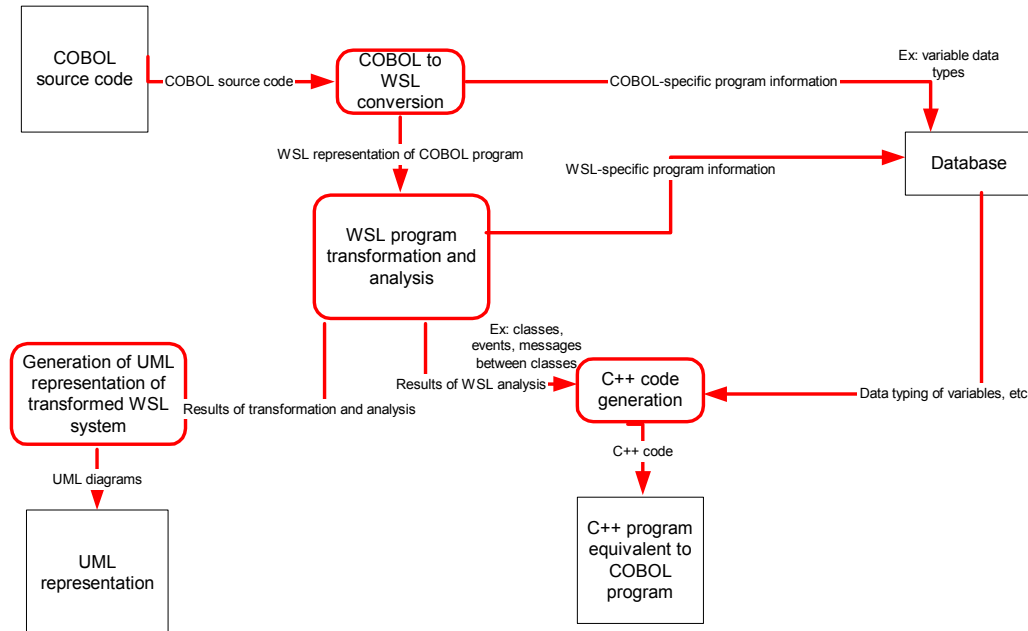 COBOL
source code
COBOL source code
COBOL to
WSL
conversion
COBOL-specific program information
Ex: variable data
types
WSL representation of COBOL program
WSL-specific program information
Database
WSL program
transformation and
analysis
Ex: classes,
events, messages
between classes
Generation of UML
representation of
transformed WSL
system
Results of transformation and analysis
Results of WSL analysis
C++ code
generation
Data typing of variables, etc
UML diagrams
C++ code
UML
representation
C++ program
equivalent to
COBOL
program